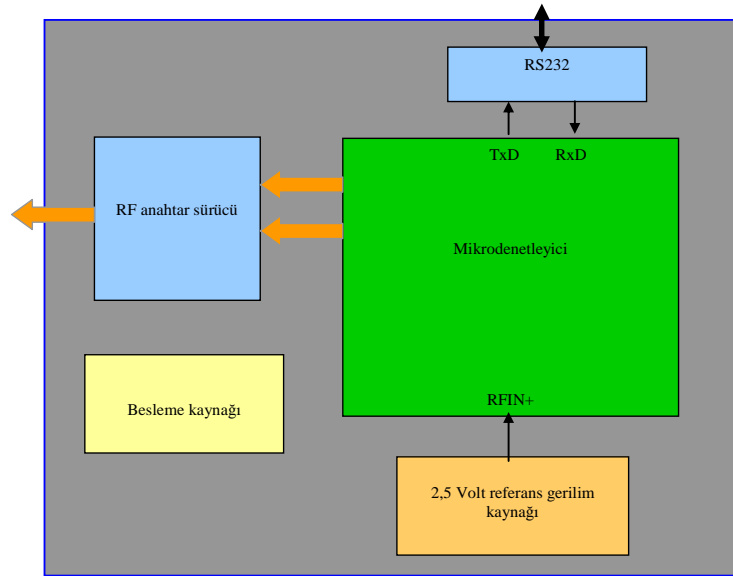 RS232
TxD RxD
RF anahtar sürücü
Mikrodenetleyici
Besleme kaynağı
RFIN+
2,5 Volt referans gerilim
kaynağı